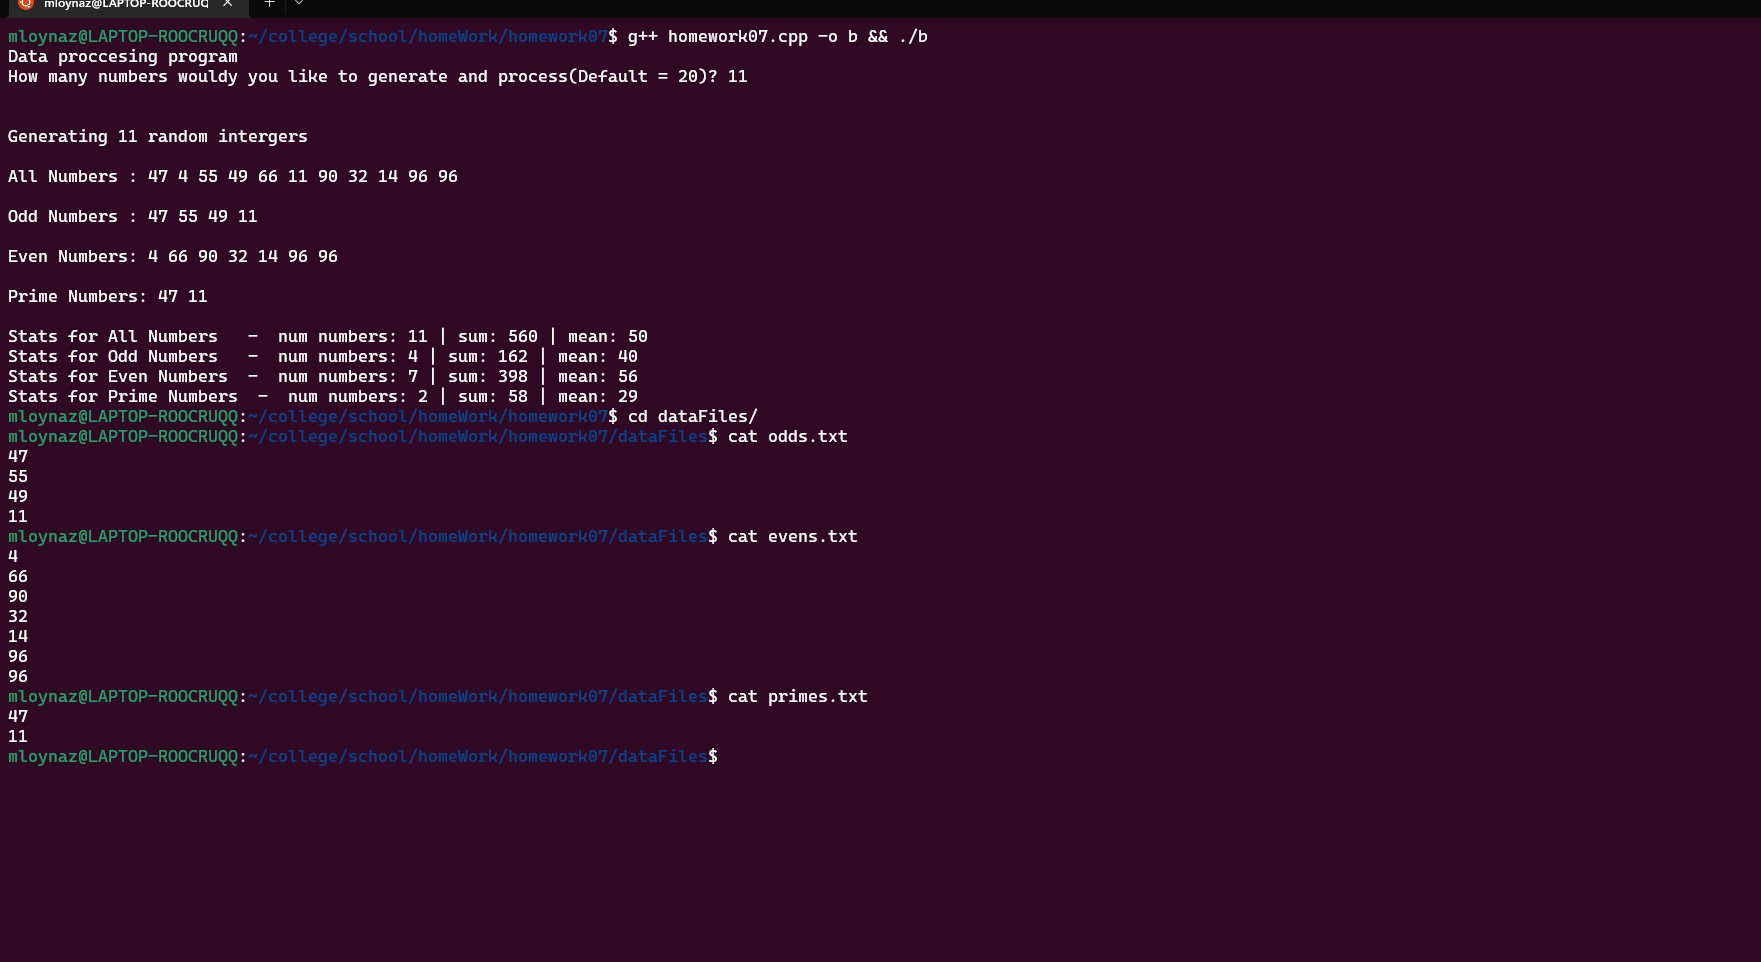 mloynaz@LAPTOP-ROOCRUQQ
mloynaz@LAPTOP-ROOCRUQQ:~/college/school/homeWork/homework07$ g++ homework07.cpp -o b && ./b
Data proccesing program
How many numbers wouldy you like to generate and process(Default = 20)? 11
Generating 11 random intergers
All Numbers : 47 4 55 49 66 11 90 32 14 96 96
Odd Numbers : 47 55 49 11
Even Numbers: 4 66 90 32 14 96 96
Prime Numbers: 47 11
Stats for All Numbers   -  num numbers: 11 | sum: 560 | mean: 50
Stats for Odd Numbers   -  num numbers: 4 | sum: 162 | mean: 40
Stats for Even Numbers  -  num numbers: 7 | sum: 398 | mean: 56
Stats for Prime Numbers  -  num numbers: 2 | sum: 58 | mean: 29
mloynaz@LAPTOP-ROOCRUQQ:~/college/school/homeWork/homework07$ cd dataFiles/
mloynaz@LAPTOP-ROOCRUQQ:~/college/school/homeWork/homework07/dataFiles$ cat odds.txt
47
55
49
11
mloynaz@LAPTOP-ROOCRUQQ:~/college/school/homeWork/homework07/dataFiles$ cat evens.txt
4
66
90
32
14
96
96
mloynaz@LAPTOP-ROOCRUQQ:~/college/school/homeWork/homework07/dataFiles$ cat primes.txt
47
11
mloynaz@LAPTOP-ROOCRUQQ:~/college/school/homeWork/homework07/dataFiles$